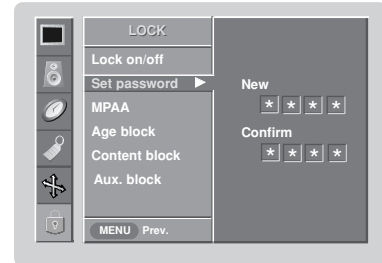 LOCK
Lock on/off
Set password ►
MPAA
Age block
Content block
Aux. block
MENU Prev.
New
* * * *
Confirm
* * * *